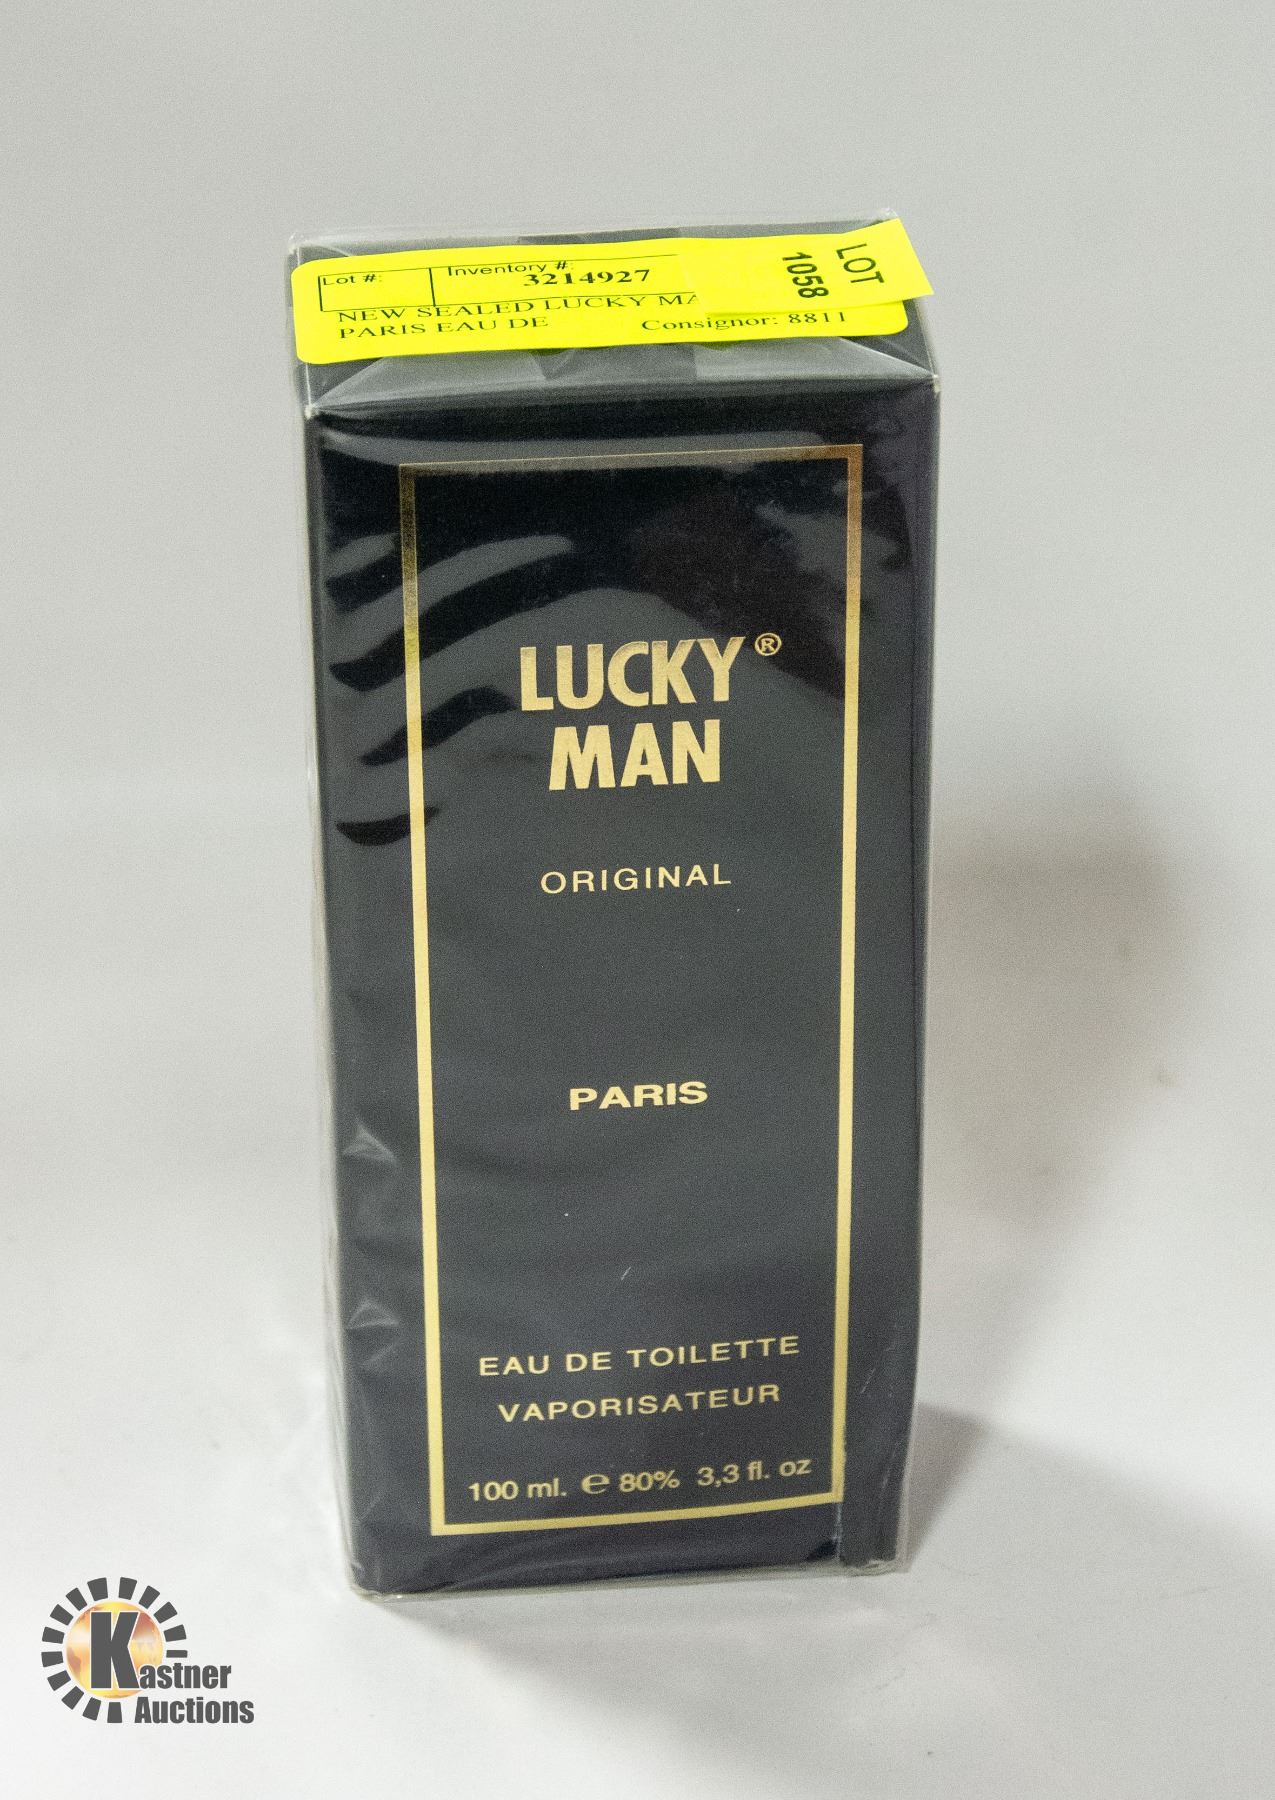 Lot #:
Inventory #:
3214927
NEW SEALED LUCKY MA
PARIS EAU DE
Consignor: 8811
LOT
1058
LUCKY ®
MAN
ORIGINAL
PARIS
EAU DE TOILETTE
VAPORISATEUR
100 ml. ℮ 80% 3,3 fl. oz
Kastner
Auctions